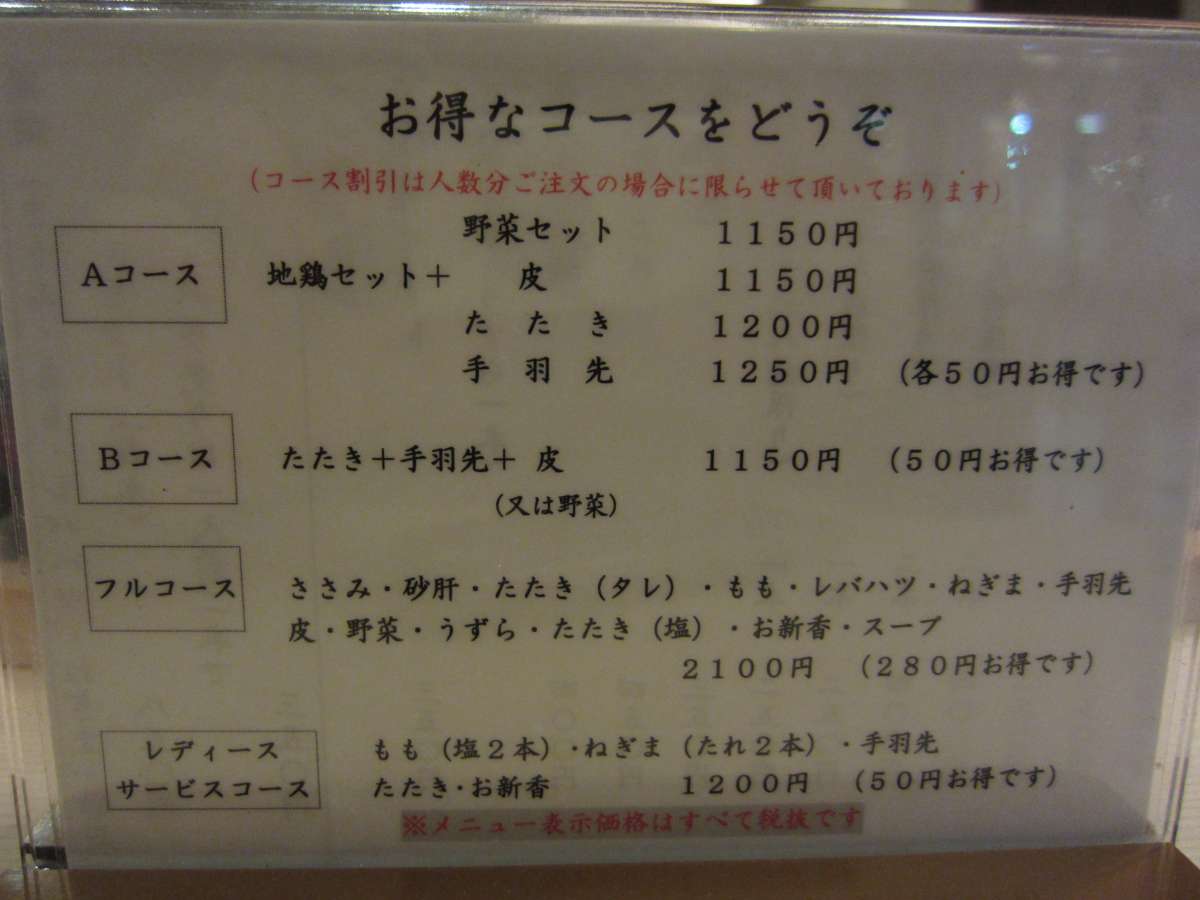 お得なコースをどうぞ
(コース割引は人数分ご注文の場合に限らせて頂いております)
Aコース
野菜セット 1150円
地鶏セット＋ 皮 1150円
たたき 1200円
手羽先 1250円 (各50円お得です)
Bコース たたき＋手羽先＋ 皮 1150円 (50円お得です)
(又は野菜)
フルコース ささみ・砂肝・たたき(タレ)・もも・レバハツ・ねぎま・手羽先
皮・野菜・うずら・たたき(塩)・お新香・スープ
2100円 (280円お得です)
レディース もも(塩2本)・ねぎま(たれ2本)・手羽先
サービスコース たたき・お新香 1200円 (50円お得です)
※メニュー表示価格はすべて税抜です